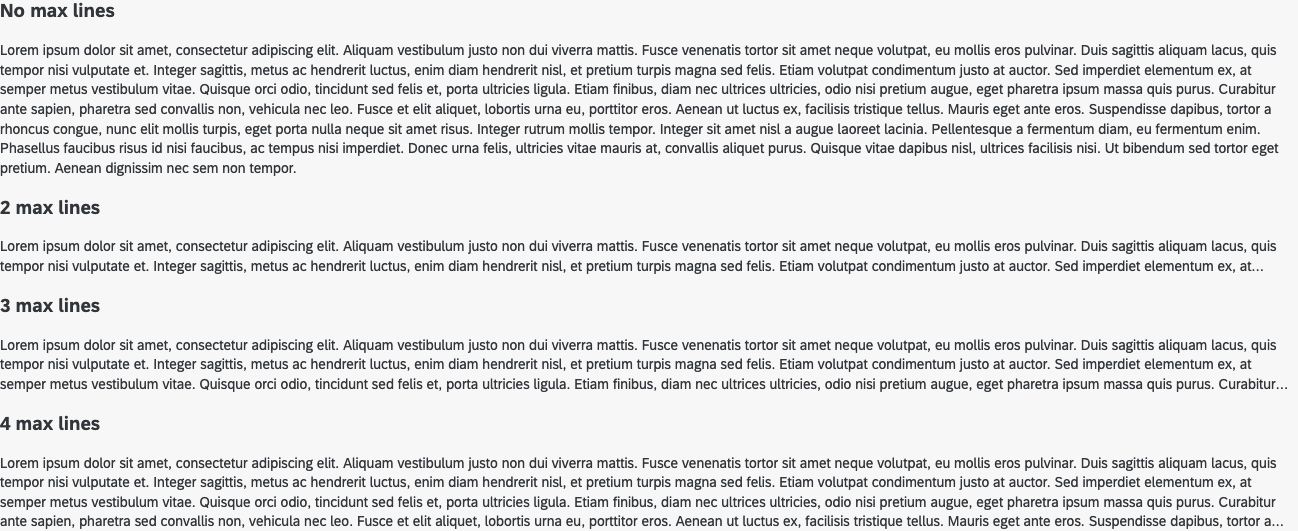 No max lines
Lorem ipsum dolor sit amet, consectetur adipiscing elit. Aliquam vestibulum justo non dui viverra mattis. Fusce venenatis tortor sit amet neque volutpat, eu mollis eros pulvinar. Duis sagittis aliquam lacus, quis
tempor nisi vulputate et. Integer sagittis, metus ac hendrerit luctus, enim diam hendrerit nisl, et pretium turpis magna sed felis. Etiam volutpat condimentum justo at auctor. Sed imperdiet elementum ex, at
semper metus vestibulum vitae. Quisque orci odio, tincidunt sed felis et, porta ultricies ligula. Etiam finibus, diam nec ultrices ultricies, odio nisi pretium augue, eget pharetra ipsum massa quis purus. Curabitur
ante sapien, pharetra sed convallis non, vehicula nec leo. Fusce et elit aliquet, lobortis urna eu, porttitor eros. Aenean ut luctus ex, facilisis tristique tellus. Mauris eget ante eros. Suspendisse dapibus, tortor a
rhoncus congue, nunc elit mollis turpis, eget porta nulla neque sit amet risus. Integer rutrum mollis tempor. Integer sit amet nisl a augue laoreet lacinia. Pellentesque a fermentum diam, eu fermentum enim.
Phasellus faucibus risus id nisi faucibus, ac tempus nisi imperdiet. Donec urna felis, ultricies vitae mauris at, convallis aliquet purus. Quisque vitae dapibus nisl, ultrices facilisis nisi. Ut bibendum sed tortor eget
pretium. Aenean dignissim nec sem non tempor.
2 max lines
Lorem ipsum dolor sit amet, consectetur adipiscing elit. Aliquam vestibulum justo non dui viverra mattis. Fusce venenatis tortor sit amet neque volutpat, eu mollis eros pulvinar. Duis sagittis aliquam lacus, quis
tempor nisi vulputate et. Integer sagittis, metus ac hendrerit luctus, enim diam hendrerit nisl, et pretium turpis magna sed felis. Etiam volutpat condimentum justo at auctor. Sed imperdiet elementum ex, at...
3 max lines
Lorem ipsum dolor sit amet, consectetur adipiscing elit. Aliquam vestibulum justo non dui viverra mattis. Fusce venenatis tortor sit amet neque volutpat, eu mollis eros pulvinar. Duis sagittis aliquam lacus, quis
tempor nisi vulputate et. Integer sagittis, metus ac hendrerit luctus, enim diam hendrerit nisl, et pretium turpis magna sed felis. Etiam volutpat condimentum justo at auctor. Sed imperdiet elementum ex, at
semper metus vestibulum vitae. Quisque orci odio, tincidunt sed felis et, porta ultricies ligula. Etiam finibus, diam nec ultrices ultricies, odio nisi pretium augue, eget pharetra ipsum massa quis purus. Curabitur...
4 max lines
Lorem ipsum dolor sit amet, consectetur adipiscing elit. Aliquam vestibulum justo non dui viverra mattis. Fusce venenatis tortor sit amet neque volutpat, eu mollis eros pulvinar. Duis sagittis aliquam lacus, quis
tempor nisi vulputate et. Integer sagittis, metus ac hendrerit luctus, enim diam hendrerit nisl, et pretium turpis magna sed felis. Etiam volutpat condimentum justo at auctor. Sed imperdiet elementum ex, at
semper metus vestibulum vitae. Quisque orci odio, tincidunt sed felis et, porta ultricies ligula. Etiam finibus, diam nec ultrices ultricies, odio nisi pretium augue, eget pharetra ipsum massa quis purus. Curabitur
ante sapien, pharetra sed convallis non, vehicula nec leo. Fusce et elit aliquet, lobortis urna eu, porttitor eros. Aenean ut luctus ex, facilisis tristique tellus. Mauris eget ante eros. Suspendisse dapibus, tortor a...